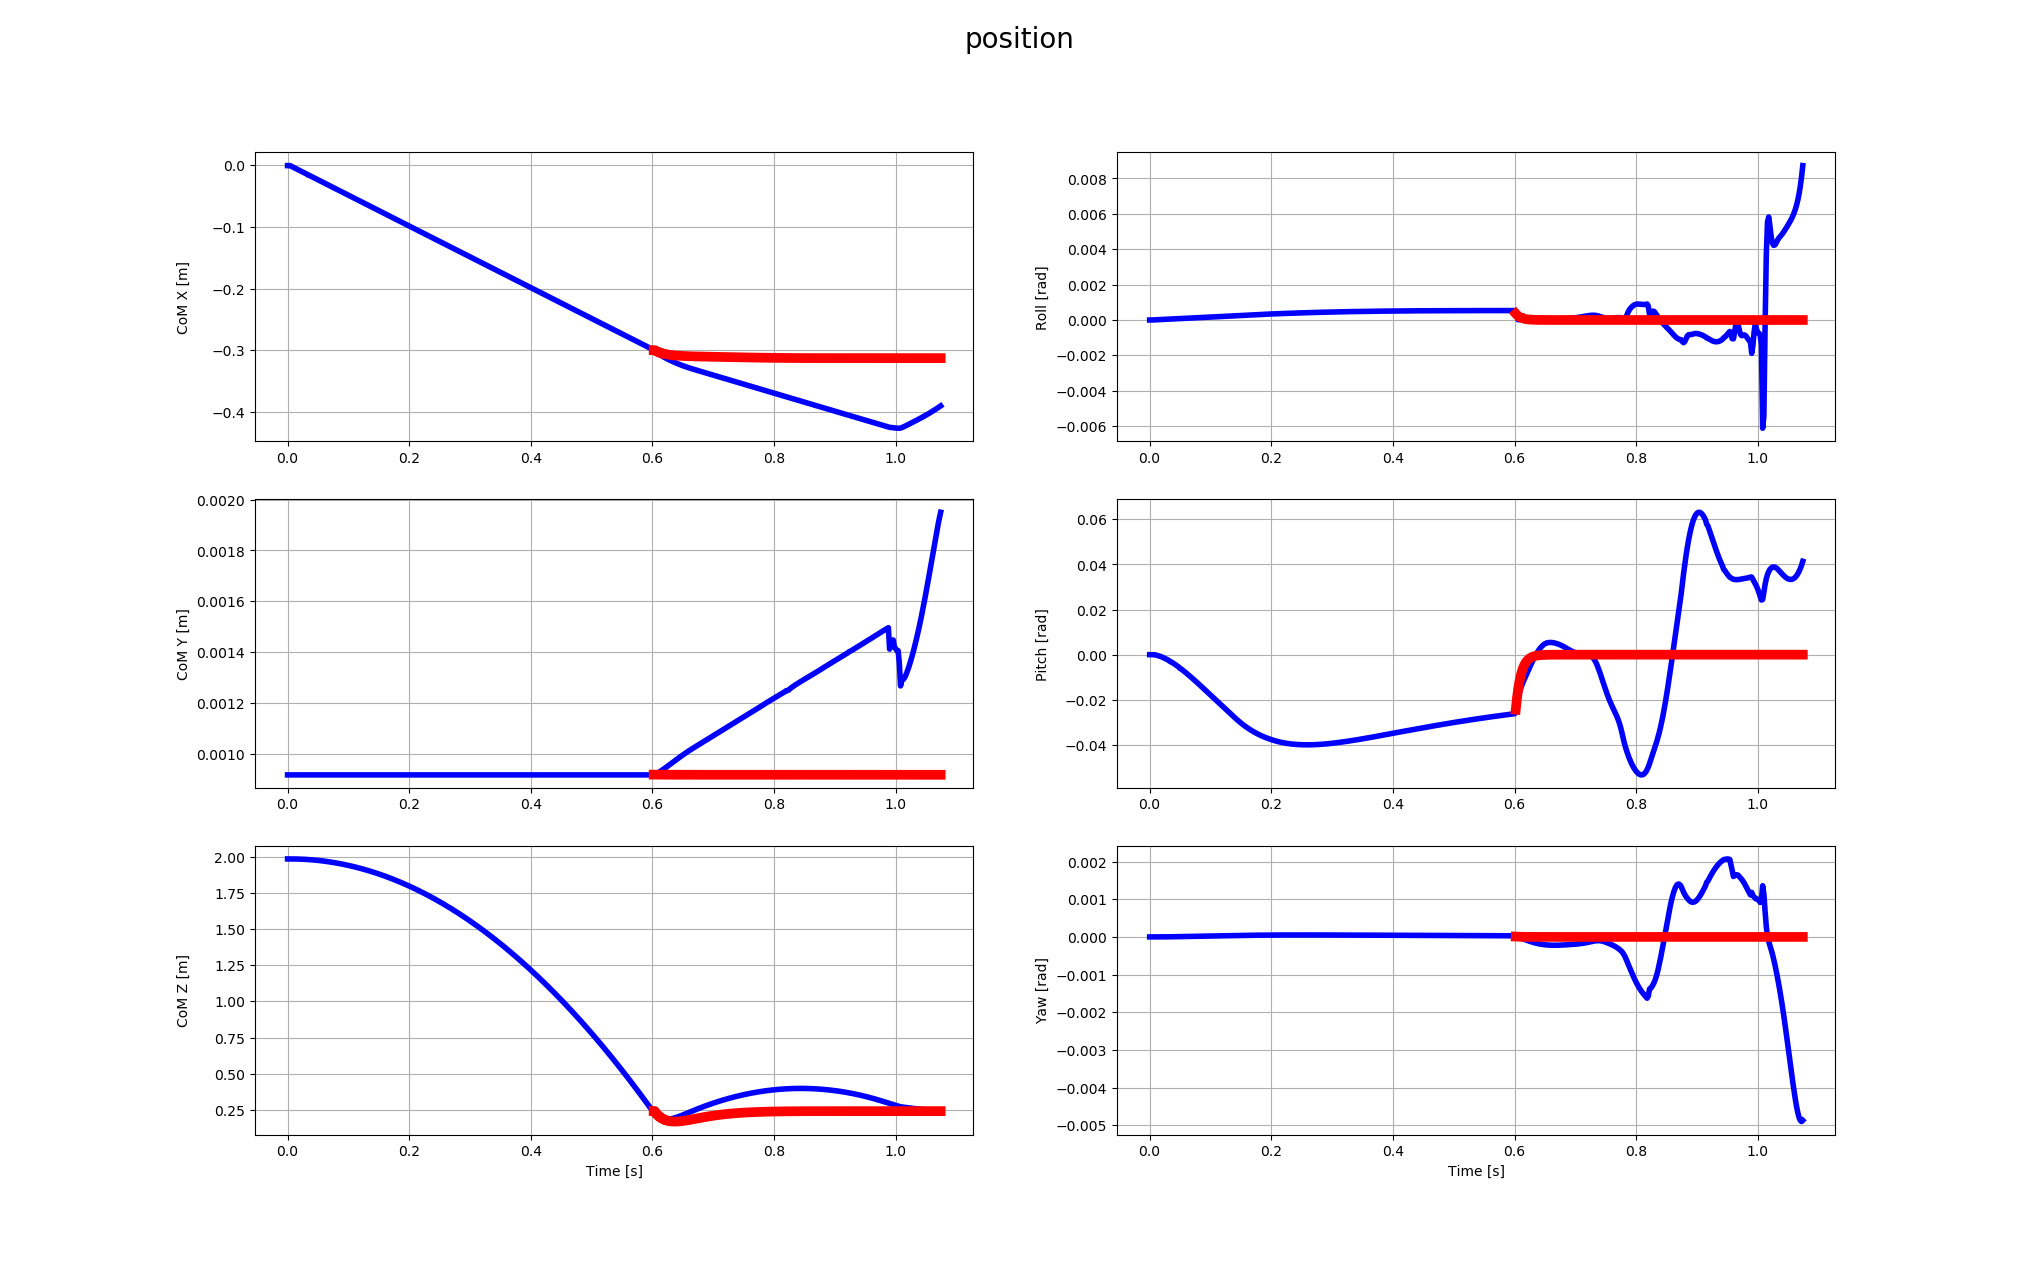 position
0.0
−0.1
−0.2
−0.3
−0.4
CoM X [m]
0.0 0.2 0.4 0.6 0.8 1.0
0.008
0.006
0.004
0.002
0.000
−0.002
−0.004
−0.006
Roll [rad]
0.0 0.2 0.4 0.6 0.8 1.0
0.0020
0.0018
0.0016
0.0014
0.0012
0.0010
CoM Y [m]
0.0 0.2 0.4 0.6 0.8 1.0
0.06
0.04
0.02
0.00
−0.02
−0.04
Pitch [rad]
0.0 0.2 0.4 0.6 0.8 1.0
2.00
1.75
1.50
1.25
1.00
0.75
0.50
0.25
CoM Z [m]
0.0 0.2 0.4 0.6 0.8 1.0
Time [s]
0.002
0.001
0.000
−0.001
−0.002
−0.003
−0.004
−0.005
Yaw [rad]
0.0 0.2 0.4 0.6 0.8 1.0
Time [s]